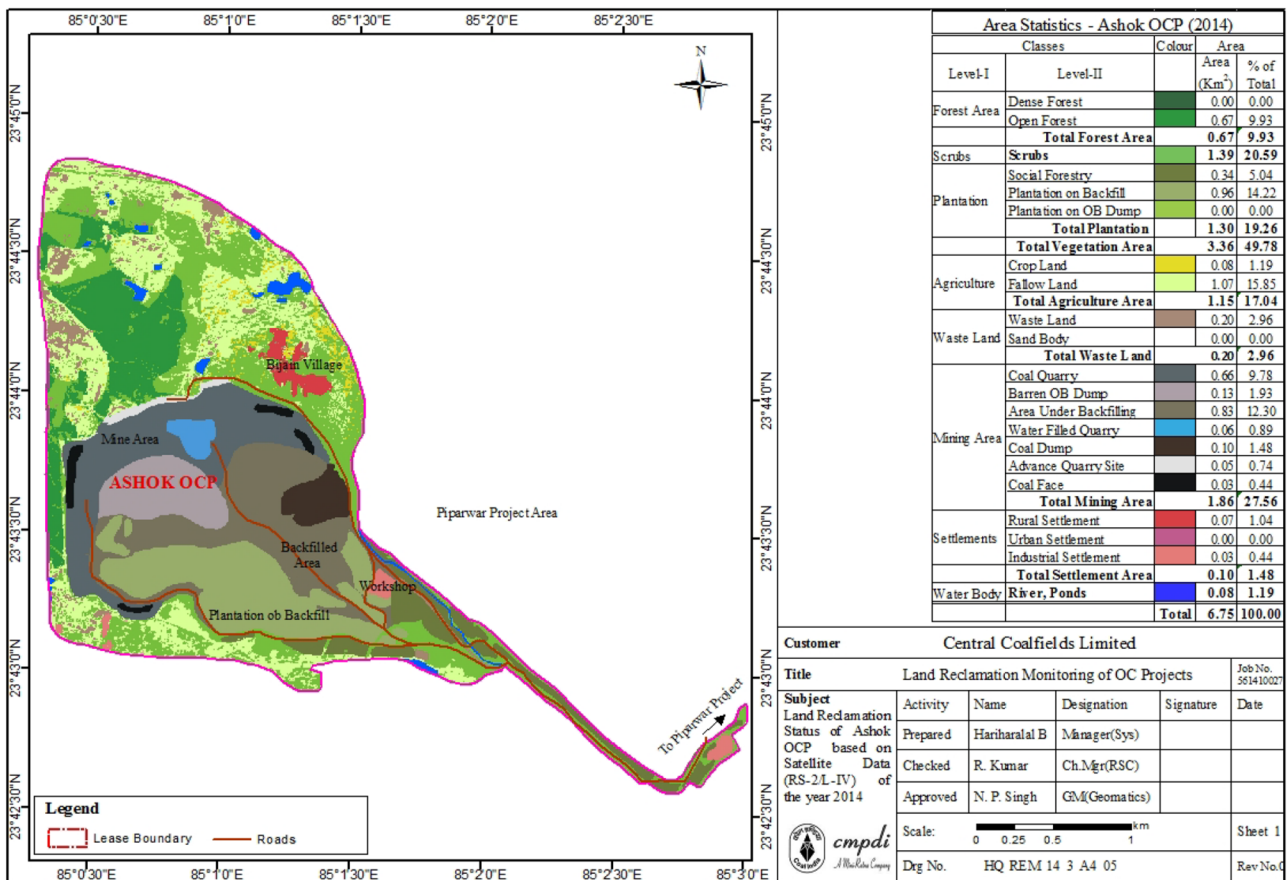 85°0'30"E 85°1'0"E 85°1'30"E 85°2'0"E 85°2'30"E
N
23°45'0"N 23°45'0"N
23°44'30"N 23°44'30"N
23°44'0"N 23°44'0"N
23°43'30"N 23°43'30"N
23°43'0"N 23°43'0"N
23°42'30"N 23°42'30"N
Bijain Village
Mine Area
ASHOK OCP
Piparwar Project Area
Backfilled
Area
Workshop
Plantation ob Backfill
To Piparwar Project
Legend
Lease Boundary Roads
85°0'30"E 85°1'0"E 85°1'30"E 85°2'0"E 85°2'30"E 85°3'0"E
Area Statistics - Ashok OCP (2014)
Classes Colour Area
Level-I Level-II Area (Km²) % of Total
Forest Area Dense Forest 0.00 0.00
Open Forest 0.67 9.93
Total Forest Area 0.67 9.93
Scrubs Scrubs 1.39 20.59
Plantation Social Forestry 0.34 5.04
Plantation on Backfill 0.96 14.22
Plantation on OB Dump 0.00 0.00
Total Plantation 1.30 19.26
Total Vegetation Area 3.36 49.78
Agriculture Crop Land 0.08 1.19
Fallow Land 1.07 15.85
Total Agriculture Area 1.15 17.04
Waste Land Waste Land 0.20 2.96
Sand Body 0.00 0.00
Total Waste Land 0.20 2.96
Mining Area Coal Quarry 0.66 9.78
Barren OB Dump 0.13 1.93
Area Under Backfilling 0.83 12.30
Water Filled Quarry 0.06 0.89
Coal Dump 0.10 1.48
Advance Quarry Site 0.05 0.74
Coal Face 0.03 0.44
Total Mining Area 1.86 27.56
Settlements Rural Settlement 0.07 1.04
Urban Settlement 0.00 0.00
Industrial Settlement 0.03 0.44
Total Settlement Area 0.10 1.48
Water Body River, Ponds 0.08 1.19
Total 6.75 100.00
Customer Central Coalfields Limited
Title Land Reclamation Monitoring of OC Projects Job No. 561410027
Subject
Land Reclamation
Status of Ashok
OCP based on
Satellite Data
(RS-2/L-IV) of
the year 2014
Activity Name Designation Signature Date
Prepared Hariharalal B Manager(Sys)
Checked R. Kumar Ch.Mgr(RSC)
Approved N. P. Singh GM(Geomatics)
cmpdi
A Mini Ratna Company
Scale: 0 0.25 0.5 1 km Sheet 1
Drg No. HQ REM 14 3 A4 05 Rev No.0